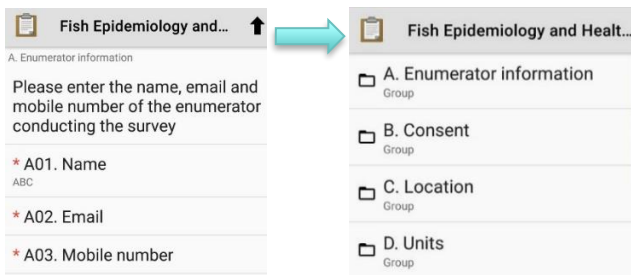 Fish Epidemiology and...
A. Enumerator information
Please enter the name, email and
mobile number of the enumerator
conducting the survey
* A01. Name
ABC
* A02. Email
* A03. Mobile number
Fish Epidemiology and Healt...
A. Enumerator information
Group
B. Consent
Group
C. Location
Group
D. Units
Group